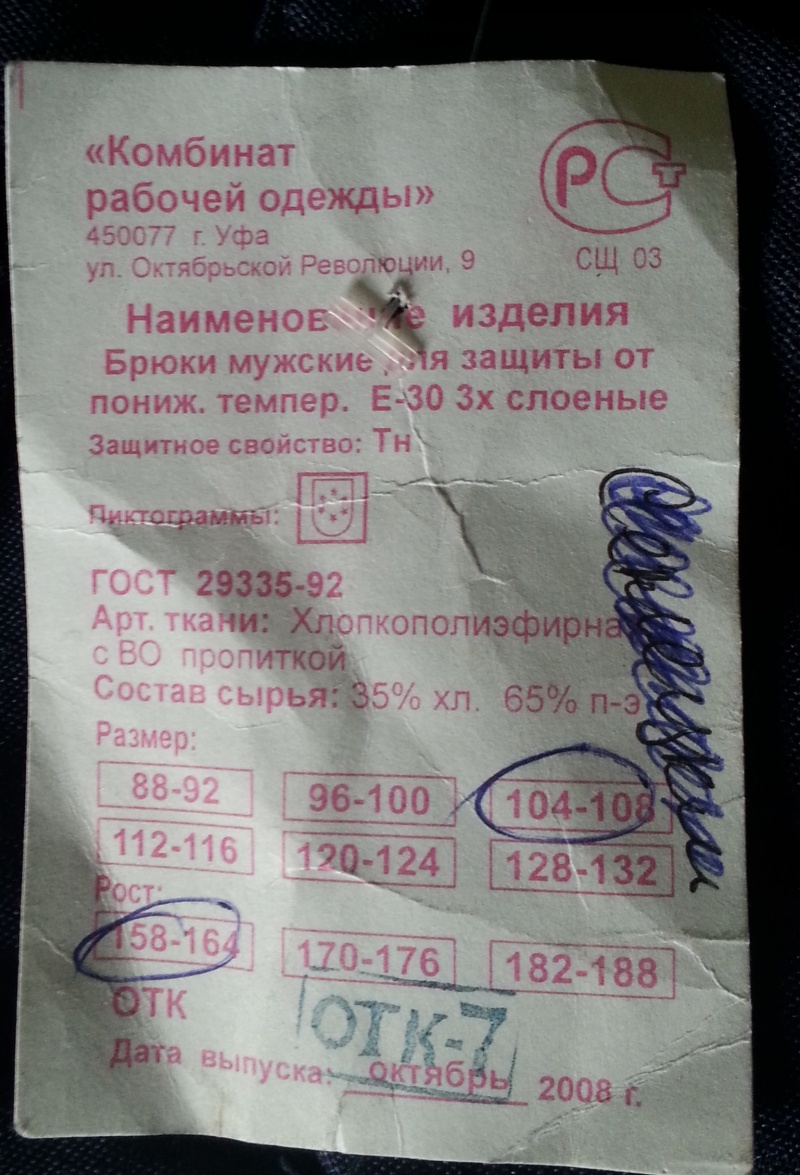 «Комбинат
рабочей одежды»
450077 г. Уфа
ул. Октябрьской Революции, 9
РСТ
СЩ 03
Наименование изделия
Брюки мужские для защиты от
пониж. темпер. Е-30 3х слоеные
Защитное свойство: Тн
Пиктограммы:
ГОСТ 29335-92
Арт. ткани: Хлопкополиэфирна
с ВО пропиткой
Состав сырья: 35% хл. 65% п-э
Размер:
88-92 96-100 104-108
112-116 120-124 128-132
Рост:
158-164 170-176 182-188
ОТК
ОТК-7
Дата выпуска: октябрь 2008 г.